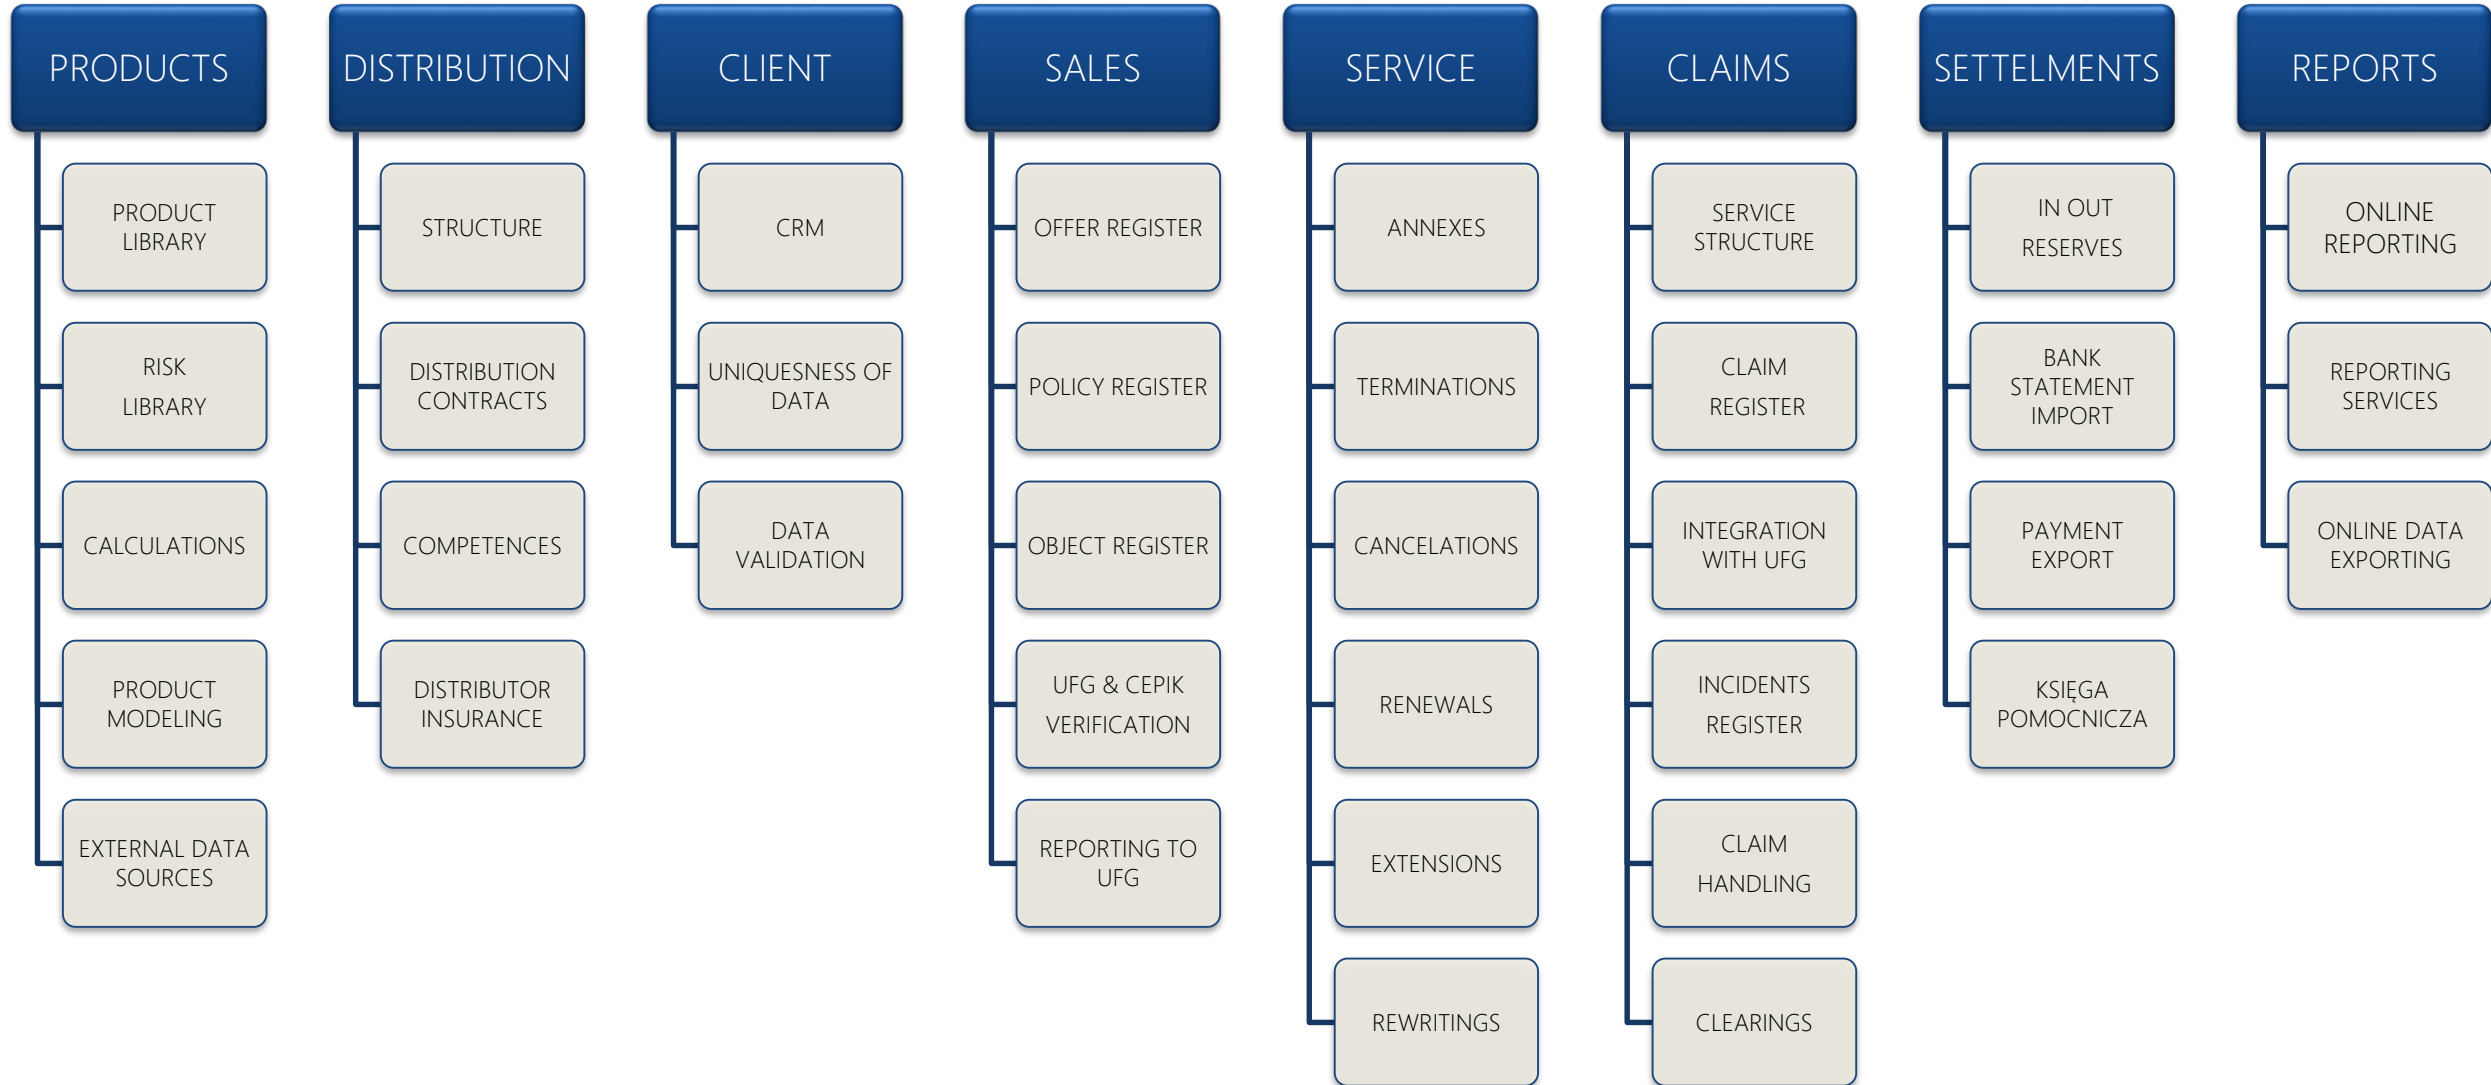 PRODUCTS
PRODUCT
LIBRARY
RISK
LIBRARY
CALCULATIONS
PRODUCT
MODELING
EXTERNAL DATA
SOURCES
DISTRIBUTION
STRUCTURE
DISTRIBUTION
CONTRACTS
COMPETENCES
DISTRIBUTOR
INSURANCE
CLIENT
CRM
UNIQUESNESS OF
DATA
DATA
VALIDATION
SALES
OFFER REGISTER
POLICY REGISTER
OBJECT REGISTER
UFG & CEPIK
VERIFICATION
REPORTING TO
UFG
SERVICE
ANNEXES
TERMINATIONS
CANCELATIONS
RENEWALS
EXTENSIONS
REWRITINGS
CLAIMS
SERVICE
STRUCTURE
CLAIM
REGISTER
INTEGRATION
WITH UFG
INCIDENTS
REGISTER
CLAIM
HANDLING
CLEARINGS
SETTELMENTS
IN OUT
RESERVES
BANK
STATEMENT
IMPORT
PAYMENT
EXPORT
KSIĘGA
POMOCNICZA
REPORTS
ONLINE
REPORTING
REPORTING
SERVICES
ONLINE DATA
EXPORTING